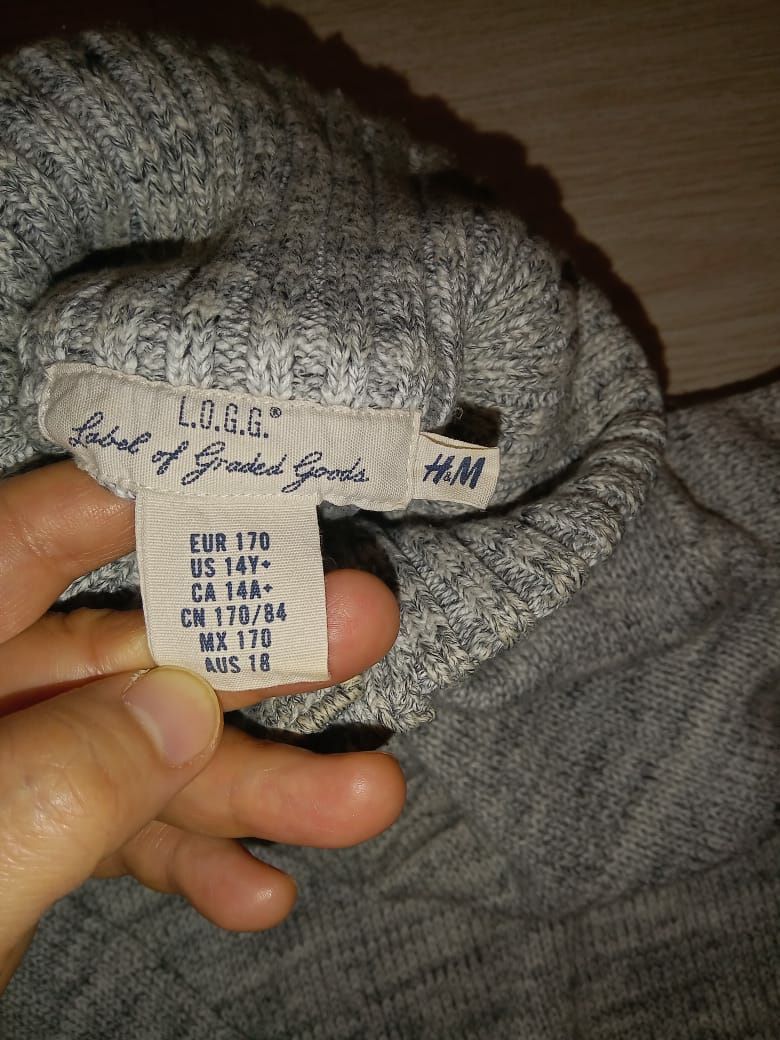 L.O.G.G.®
Label of Graded Goods
H&M
EUR 170
US 14Y+
CA 14A+
CN 170/84
MX 170
AUS 18